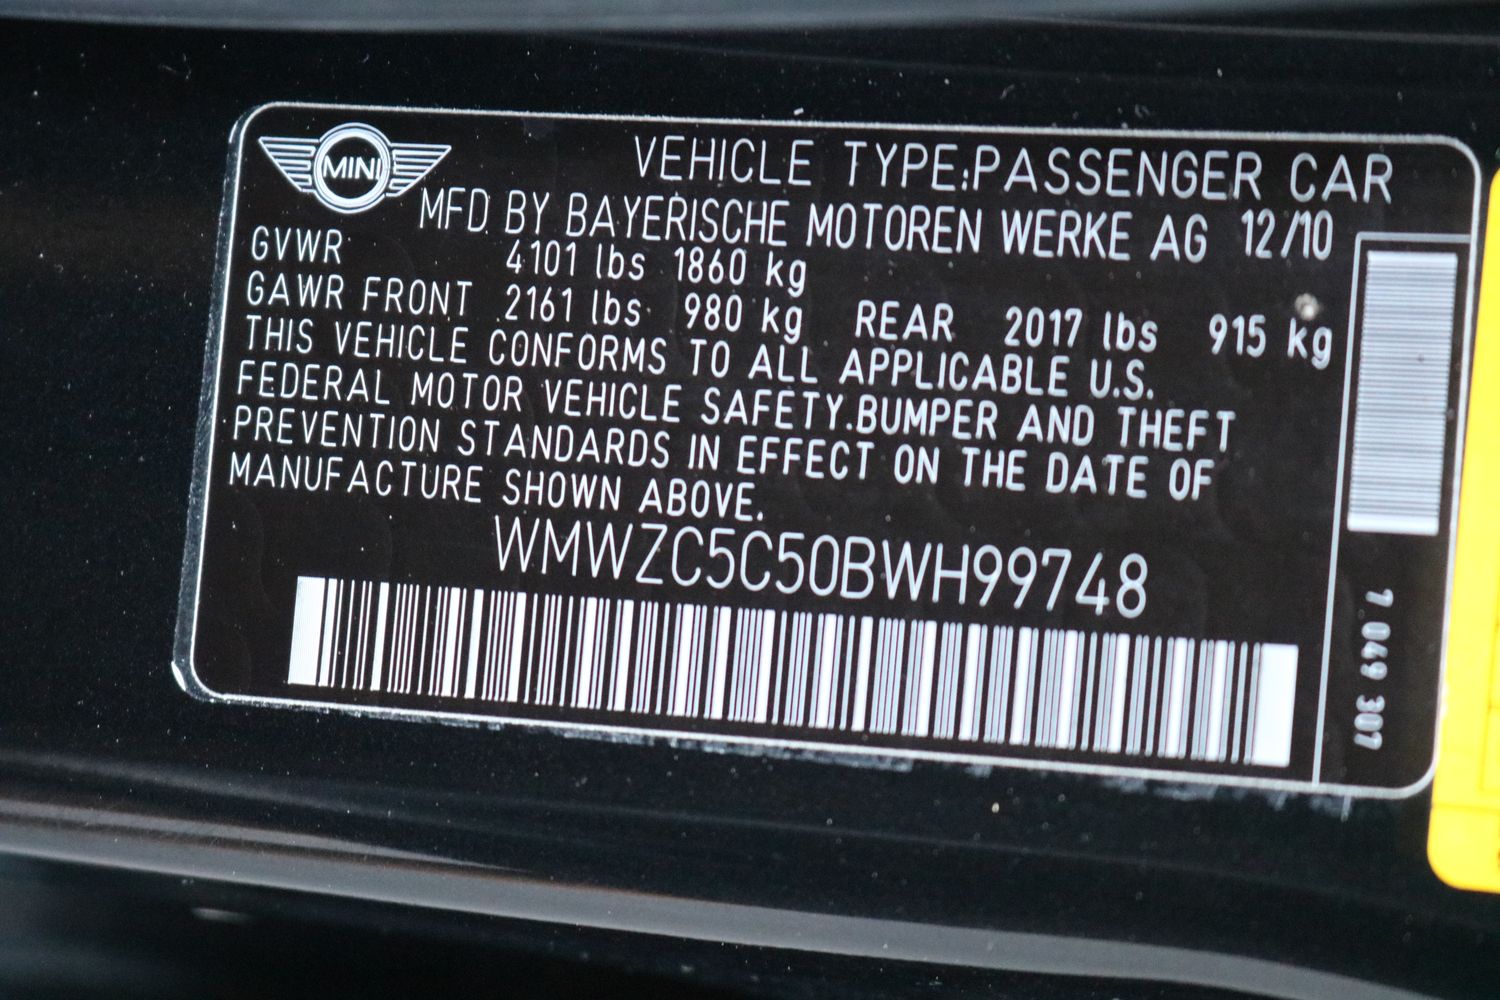 MINI
VEHICLE TYPE:PASSENGER CAR
MFD BY BAYERISCHE MOTOREN WERKE AG 12/10
GVWR 4101 lbs 1860 kg
GAWR FRONT 2161 lbs 980 kg REAR 2017 lbs 915 kg
THIS VEHICLE CONFORMS TO ALL APPLICABLE U.S.
FEDERAL MOTOR VEHICLE SAFETY.BUMPER AND THEFT
PREVENTION STANDARDS IN EFFECT ON THE DATE OF
MANUFACTURE SHOWN ABOVE.
WMWZC5C50BWH99748
7 049 307